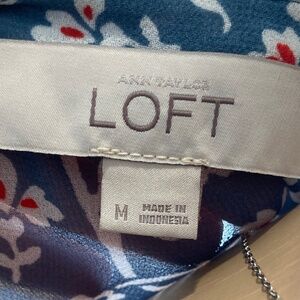 ANN TAYLOR
LOFT
M
MADE IN
INDONESIA